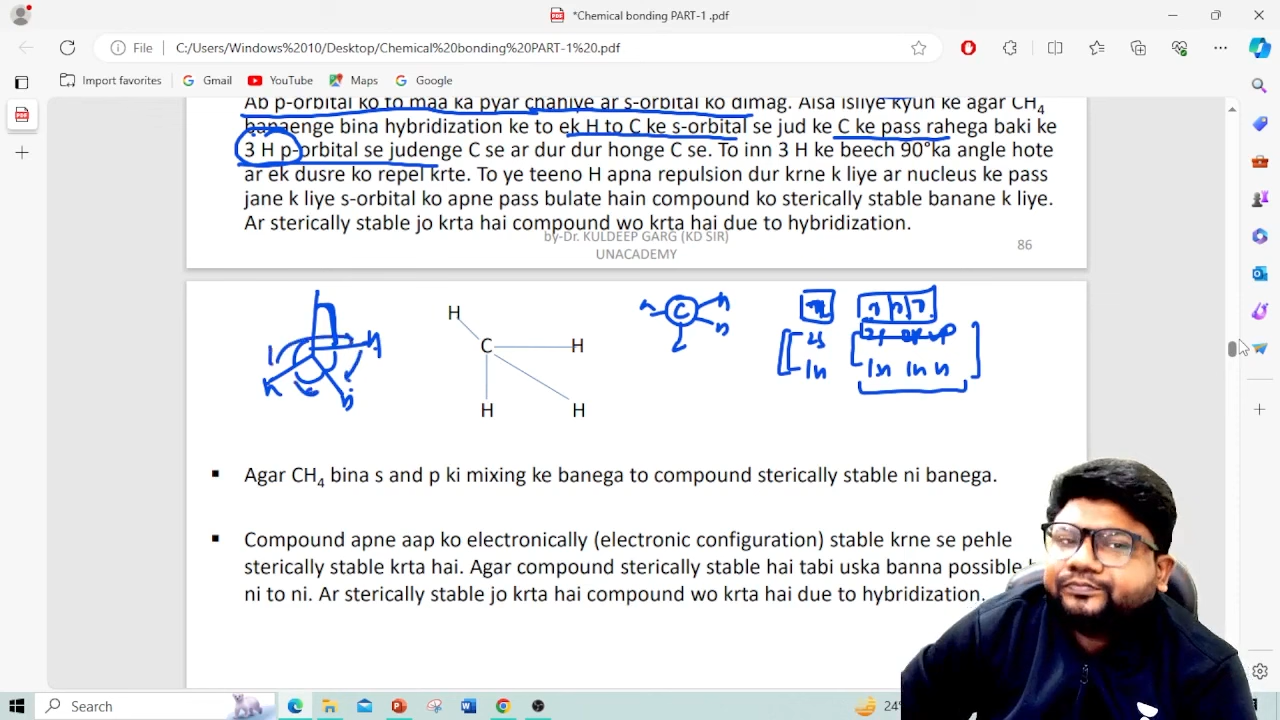 *Chemical bonding PART-1 .pdf
File C:/Users/Windows%2010/Desktop/Chemical%20bonding%20PART-1%20.pdf
Import favorites Gmail YouTube Maps Google
Ab p-orbital ko to maa ka pyar chahiye ar s-orbital ko dimag. Aisa isliye kyun ke agar CH4
banaenge bina hybridization ke to ek H to C ke s-orbital se jud ke C ke pass rahega baki ke
3 H p-orbital se judenge C se ar dur dur honge C se. To inn 3 H ke beech 90°ka angle hote
ar ek dusre ko repel krte. To ye teeno H apna repulsion dur krne k liye ar nucleus ke pass
jane k liye s-orbital ko apne pass bulate hain compound ko sterically stable banane k liye.
Ar sterically stable jo krta hai compound wo krta hai due to hybridization.
by-Dr. KULDEEP GARG (KD SIR)
UNACADEMY
86
H
C H
H H
C
2s
▪ Agar CH4 bina s and p ki mixing ke banega to compound sterically stable ni banega.
▪ Compound apne aap ko electronically (electronic configuration) stable krne se pehle
sterically stable krta hai. Agar compound sterically stable hai tabi uska banna possible
ni to ni. Ar sterically stable jo krta hai compound wo krta hai due to hybridization.
Search
24°